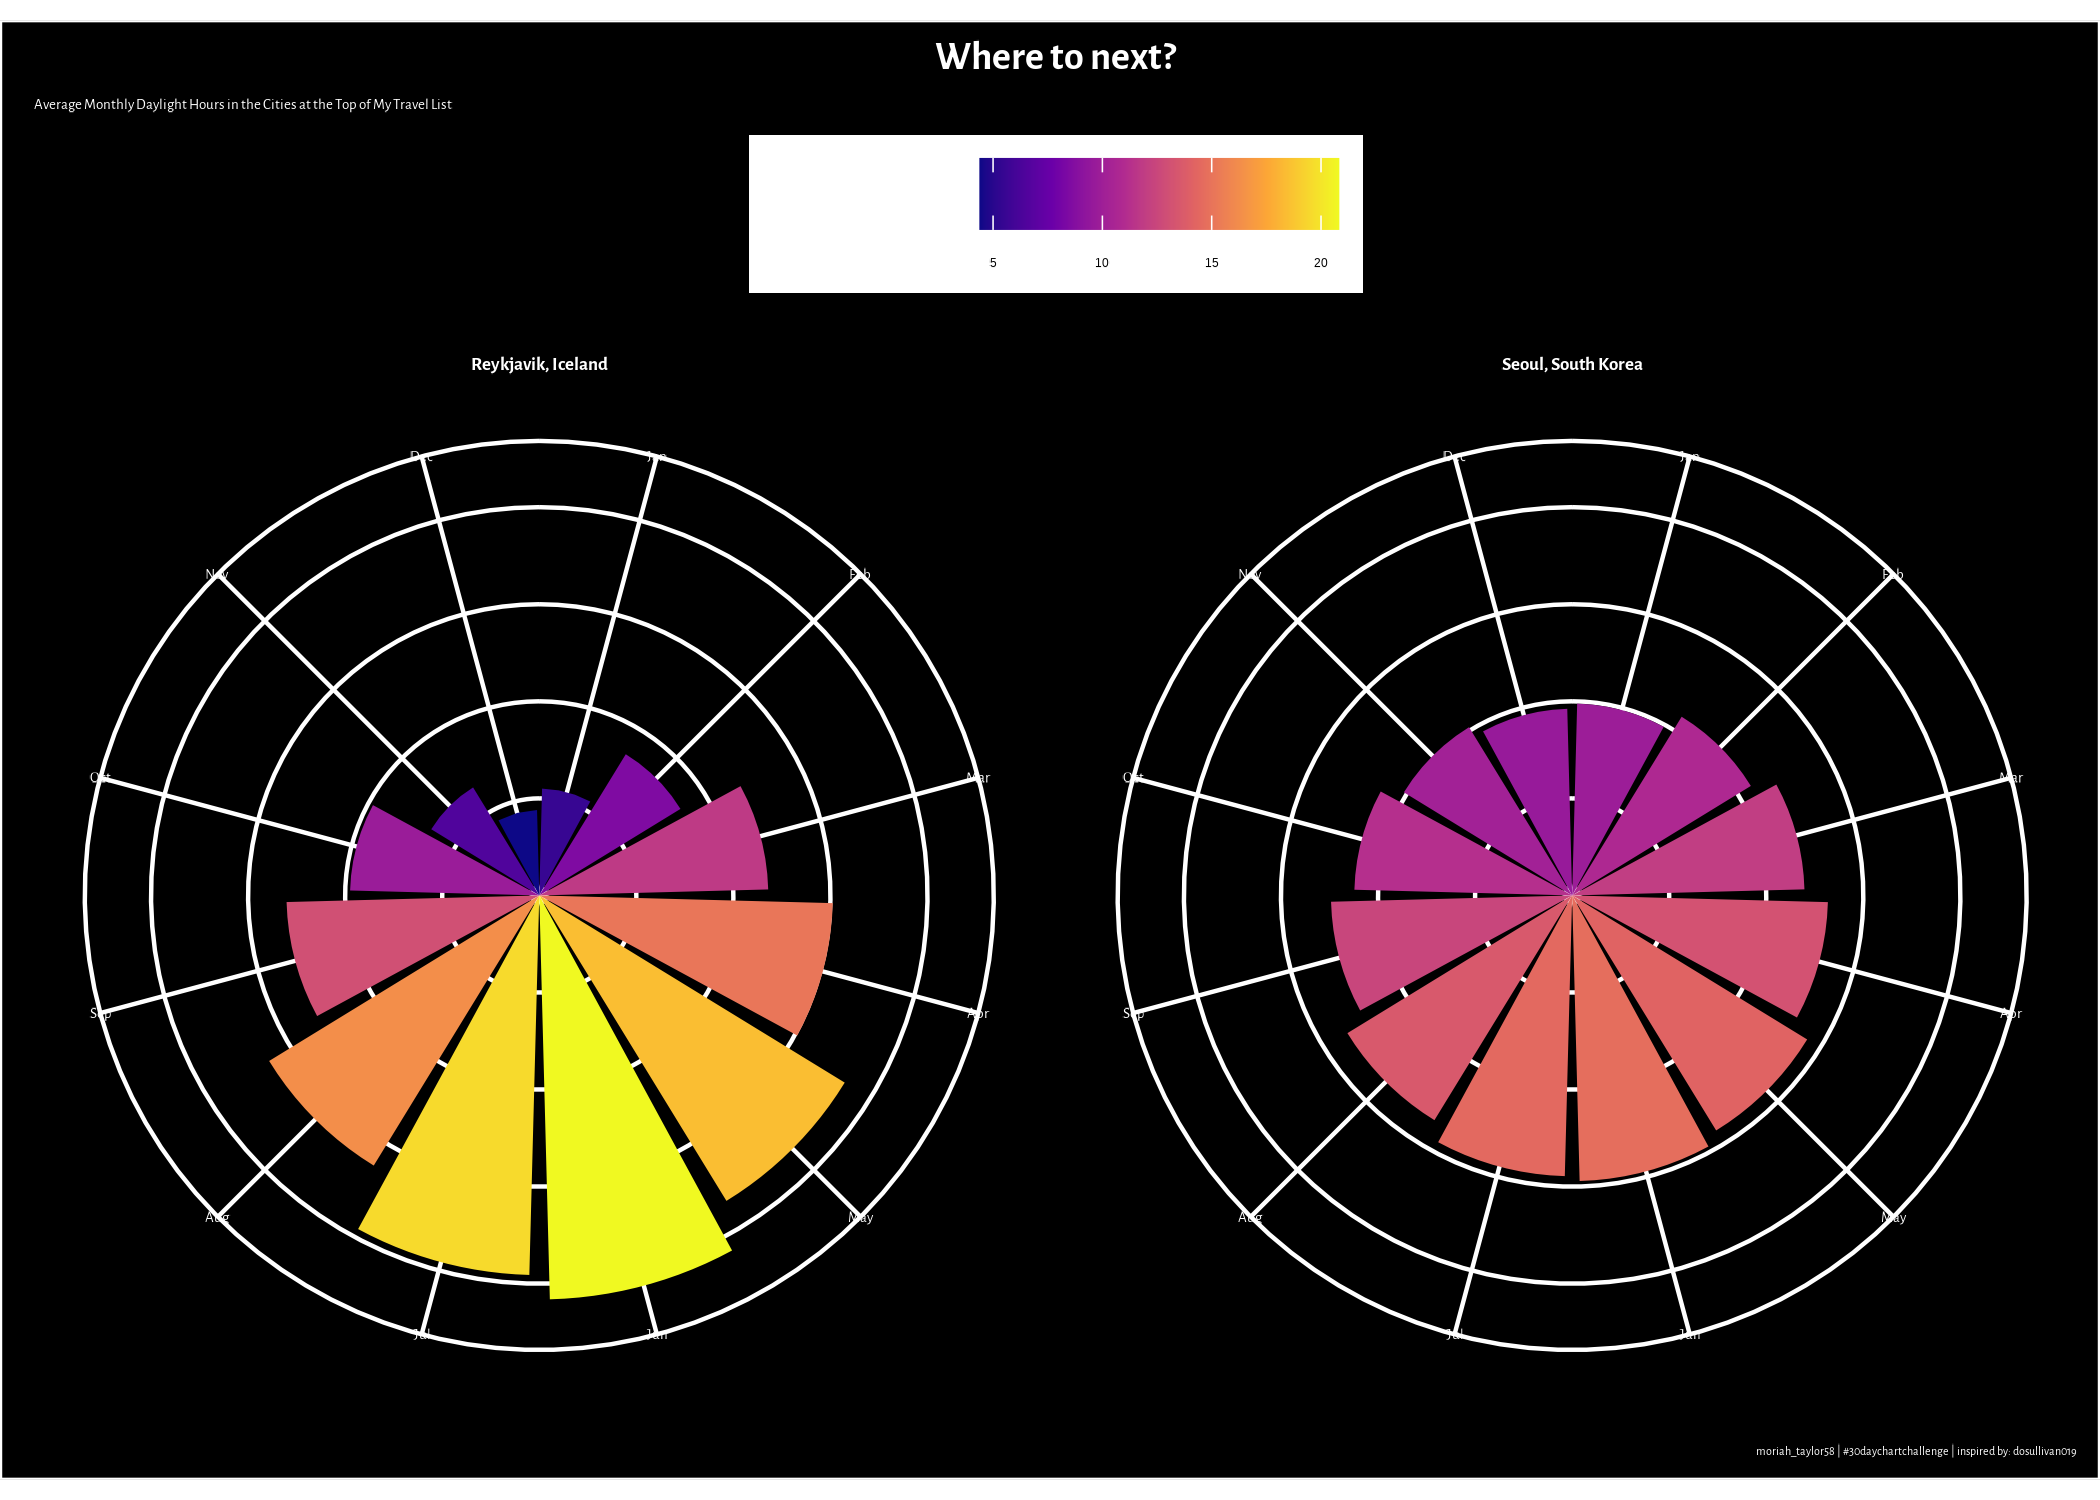 Where to next?
Average Monthly Daylight Hours in the Cities at the Top of My Travel List
5 10 15 20
Reykjavik, Iceland
Seoul, South Korea
Dec Jan
Dec Jan
Nov Feb
Nov Feb
Oct Mar
Oct Mar
Sep Apr
Sep Apr
Aug May
Aug May
Jul Jun
Jul Jun
moriah_taylor58 | #30daychartchallenge | inspired by: dosullivan019